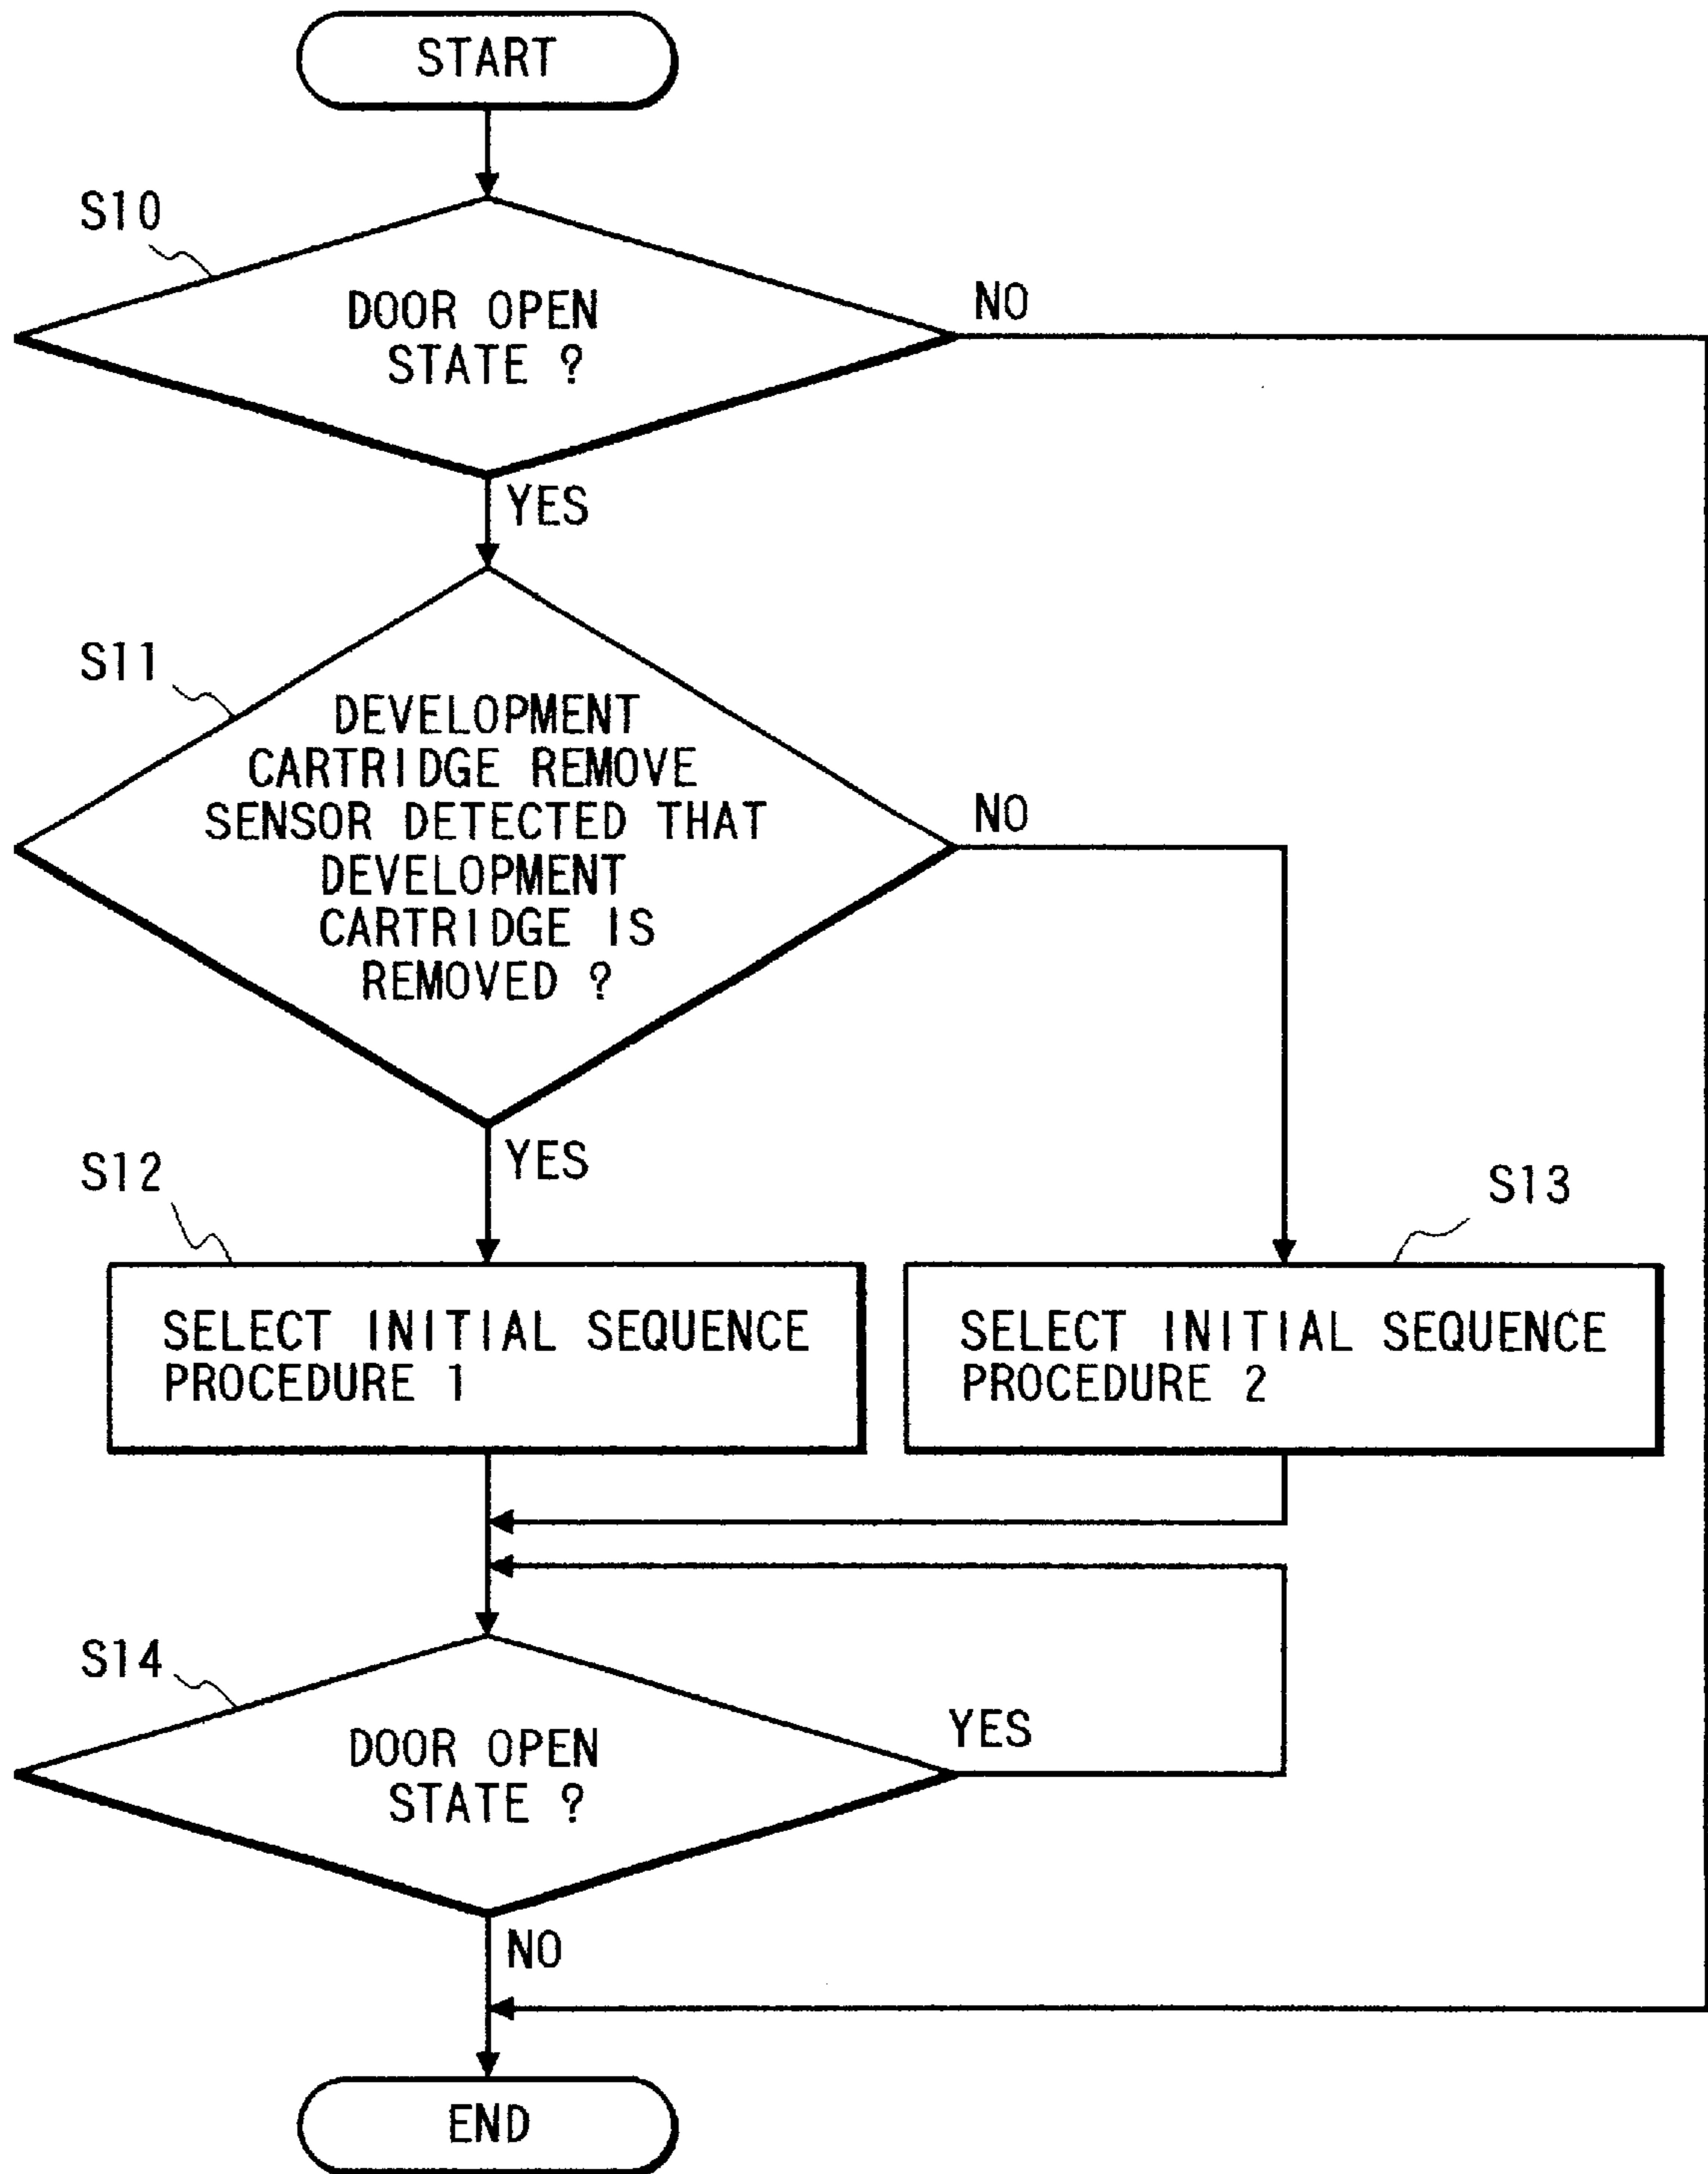 START
S10
DOOR OPEN
STATE ?
NO
YES
S11
DEVELOPMENT
CARTRIDGE REMOVE
SENSOR DETECTED THAT
DEVELOPMENT
CARTRIDGE IS
REMOVED ?
NO
YES
S12
SELECT INITIAL SEQUENCE
PROCEDURE 1
S13
SELECT INITIAL SEQUENCE
PROCEDURE 2
S14
DOOR OPEN
STATE ?
YES
NO
END